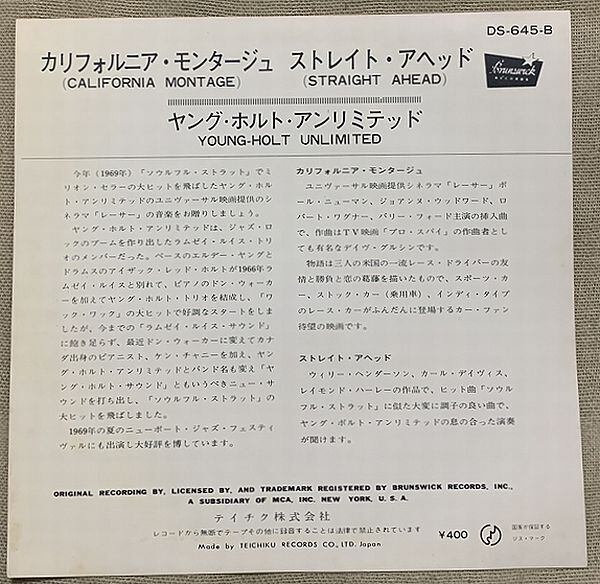 DS-645-B
カリフォルニア・モンタージュ　ストレイト・アヘッド
(CALIFORNIA MONTAGE)　(STRAIGHT AHEAD)
Brunswick
ヤング・ホルト・アンリミテッド
YOUNG-HOLT UNLIMITED
今年（1969年）「ソウルフル・ストラット」でミ
リオン・セラーの大ヒットを飛ばしたヤング・ホル
ト・アンリミテッドのユニヴァーサル映画提供のシ
ネマラ「レーサー」の音楽をお贈りしましょう。
ヤング・ホルト・アンリミテッドは、ジャズ・ロ
ックのブームを作り出したラムゼイ・ルイス・トリ
オのメンバーだった。ベースのエルデー・ヤングと
ドラムスのアイザック・レッド・ホルトが1966年ラ
ムゼイ・ルイスと別れて、ピアノのドン・ウォーカ
ーを加えてヤング・ホルト・トリオを結成し、「ワ
ック・ワック」の大ヒットで好調なスタートをしま
したが、今までの「ラムゼイ・ルイス・サウンド」
に飽き足らず、最近ドン・ウォーカーに変えてカナ
ダ出身のピアニスト、ケン・チャニーを加え、ヤン
グ・ホルト・アンリミテッドとバンド名も変え「ヤ
ング・ホルト・サウンド」ともいうべきニュー・サ
ウンドを打ち出し、「ソウルフル・ストラット」の
大ヒットを飛ばしました。
1969年の夏のニューポート・ジャズ・フェスティ
ヴァルにも出演し大好評を博しています。
カリフォルニア・モンタージュ
ユニヴァーサル映画提供シネマラ「レーサー」ポ
ール・ニューマン、ジョアンヌ・ウッドワード、ロ
バート・ワグナー、バリー・フォード主演の挿入曲
で、作曲はＴＶ映画「プロ・スパイ」の作曲者とし
ても有名なデイヴ・グルシンです。
物語は三人の米国の一流レース・ドライバーの友
情と勝負と恋の葛藤を描いたもので、スポーツ・カ
ー、ストック・カー（乗用車）、インディ・タイプ
のレース・カーがふんだんに登場するカー・ファン
待望の映画です。
ストレイト・アヘッド
ウィリー・ヘンダーソン、カール・デイヴィス、
レイモンド・ハーレーの作品で、ヒット曲「ソウル
フル・ストラット」に似た大変に調子の良い曲で、
ヤング・ホルト・アンリミテッドの息の合った演奏
が聞けます。
ORIGINAL RECORDING BY, LICENSED BY, AND TRADEMARK REGISTERED BY BRUNSWICK RECORDS, INC.,
A SUBSIDIARY OF MCA, INC. NEW YORK, U. S. A.
テイチク株式会社
レコードから無断でテープその他に録音することは法律で禁止されています
Made by TEICHIKU RECORDS CO., LTD. Japan
¥400
国家が保証する
ジス・マーク